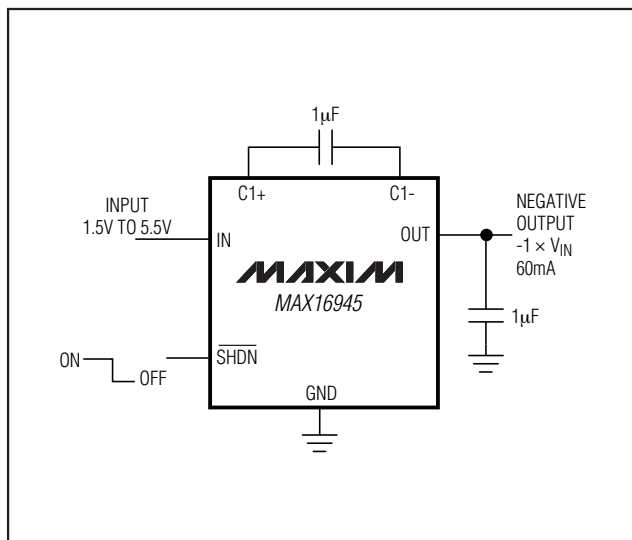 1µF
C1+
C1-
INPUT
1.5V TO 5.5V
IN
OUT
NEGATIVE
OUTPUT
-1 × VIN
60mA
MAXIM
MAX16945
1µF
ON
OFF
SHDN
GND